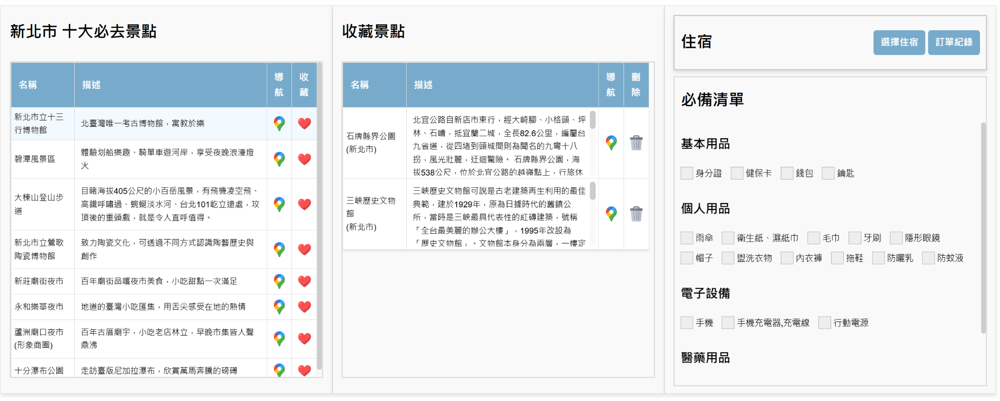 新北市 十大必去景點
名稱
描述
導
航
收
藏
新北市立十三
行博物館
北臺灣唯一考古博物館，寓教於樂
碧潭風景區
體驗划船樂趣、騎單車遊河岸，享受夜晚浪漫燈
火
大棟山登山步
道
目睹海拔405公尺的小百岳風景，有飛機凌空飛、
高鐵呼嘯過、蜿蜒淡水河、台北101屹立遠處，攻
頂後的重頭戲，就是令人直呼值得。
新北市立鶯歌
陶瓷博物館
致力陶瓷文化，可透過不同方式認識陶藝歷史與
創作
新莊廟街夜市
百年廟街品嚐夜市美食，小吃甜點一次滿足
永和樂華夜市
地道的臺灣小吃匯集，用舌尖感受在地的熱情
蘆洲廟口夜市
(形象商圈)
百年古厝廟宇，小吃老店林立，早晚市集皆人聲
鼎沸
十分瀑布公園
走訪臺版尼加拉瀑布，欣賞萬馬奔騰的磅礡
收藏景點
名稱
描述
導
航
刪
除
石牌縣界公園
(新北市)
北宜公路自新店市東行，經大崎腳、小格頭、坪
林、石嘈，抵宜蘭二城，全長82.6公里，編屬台
九省道，從四堵到頭城間則為聞名的九彎十八
拐，風光壯麗，迂迴驚險。 石牌縣界公園，海
拔538公尺，位於北宜公路的越嶺點上，行旅休
三峽歷史文物
館
(新北市)
三峽歷史文物館可說是古老建築再生利用的最佳
典範，建於1929年，原為日據時代的舊鎮公
所，當時是三峽最具代表性的紅磚建築，號稱
「全台最美麗的辦公大樓」，1995年改設為
「歷史文物館」。文物館本身分為兩層，一樓定
住宿
選擇住宿
訂單紀錄
必備清單
基本用品
身分證 健保卡 錢包 鑰匙
個人用品
雨傘 衛生紙、濕紙巾 毛巾 牙刷 隱形眼鏡
帽子 盥洗衣物 內衣褲 拖鞋 防曬乳 防蚊液
電子設備
手機 手機充電器,充電線 行動電源
醫藥用品